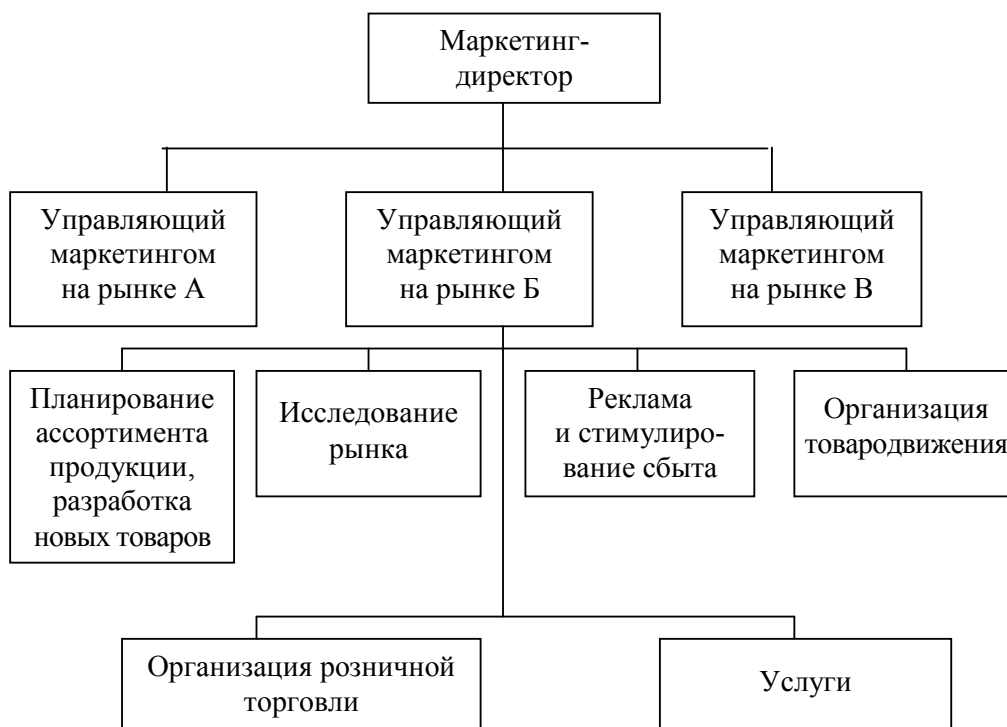 Маркетинг-
директор
Управляющий
маркетингом
на рынке А
Управляющий
маркетингом
на рынке Б
Управляющий
маркетингом
на рынке В
Планирование
ассортимента
продукции,
разработка
новых товаров
Исследование
рынка
Реклама
и стимулиро-
вание сбыта
Организация
товародвижения
Организация розничной
торговли
Услуги